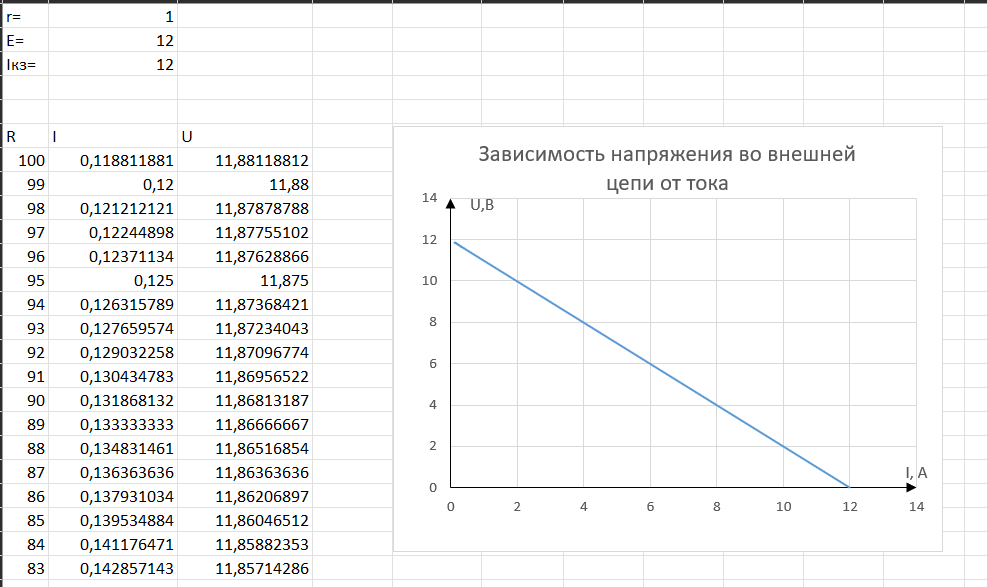 r= 1
E= 12
Iкз= 12
R I U
100 0,118811881 11,88118812
99 0,12 11,88
98 0,121212121 11,87878788
97 0,12244898 11,87755102
96 0,12371134 11,87628866
95 0,125 11,875
94 0,126315789 11,87368421
93 0,127659574 11,87234043
92 0,129032258 11,87096774
91 0,130434783 11,86956522
90 0,131868132 11,86813187
89 0,133333333 11,86666667
88 0,134831461 11,86516854
87 0,136363636 11,86363636
86 0,137931034 11,86206897
85 0,139534884 11,86046512
84 0,141176471 11,85882353
83 0,142857143 11,85714286
Зависимость напряжения во внешней
цепи от тока
U,В
14
12
10
8
6
4
2
0
I, А
0 2 4 6 8 10 12 14